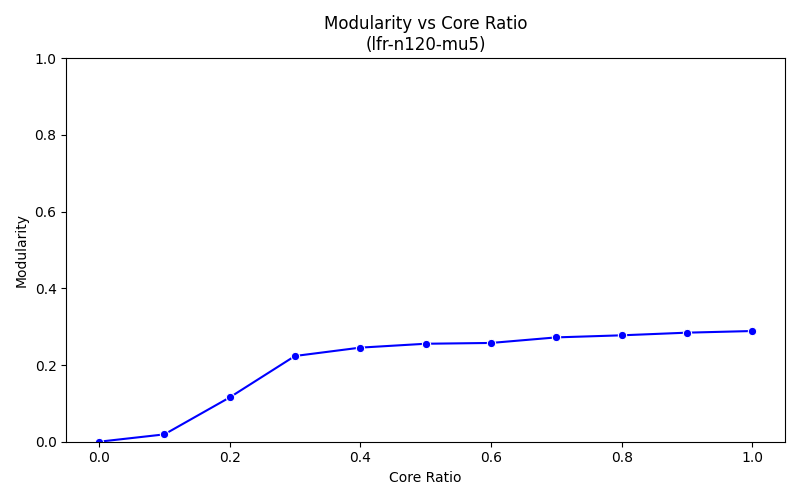 Modularity vs Core Ratio
(lfr-n120-mu5)
1.0
0.8
0.6
0.4
0.2
0.0
Modularity
0.0 0.2 0.4 0.6 0.8 1.0
Core Ratio